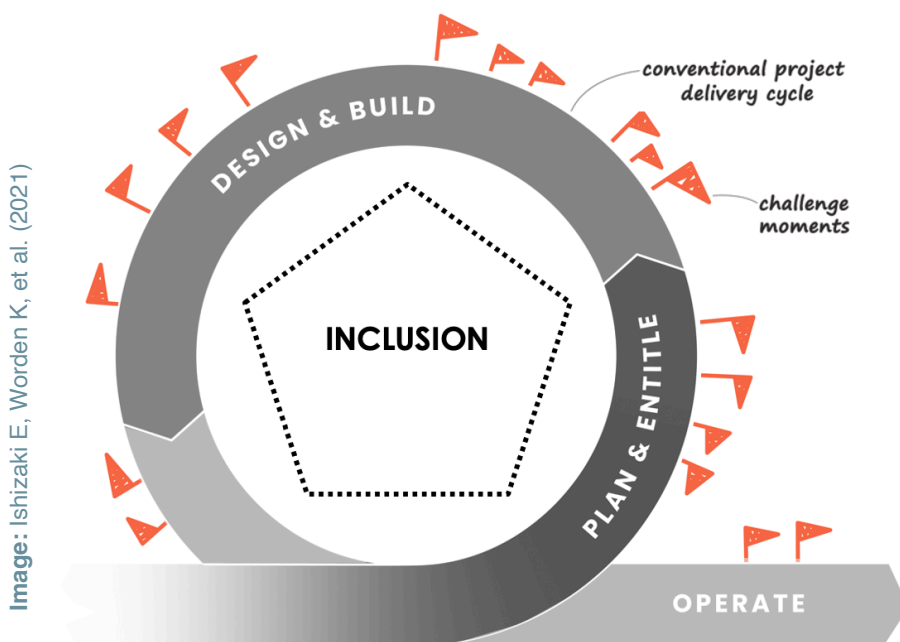 Image: Ishizaki E, Worden K, et al. (2021)
DESIGN & BUILD
conventional project
delivery cycle
challenge
moments
INCLUSION
PLAN & ENTITLE
OPERATE